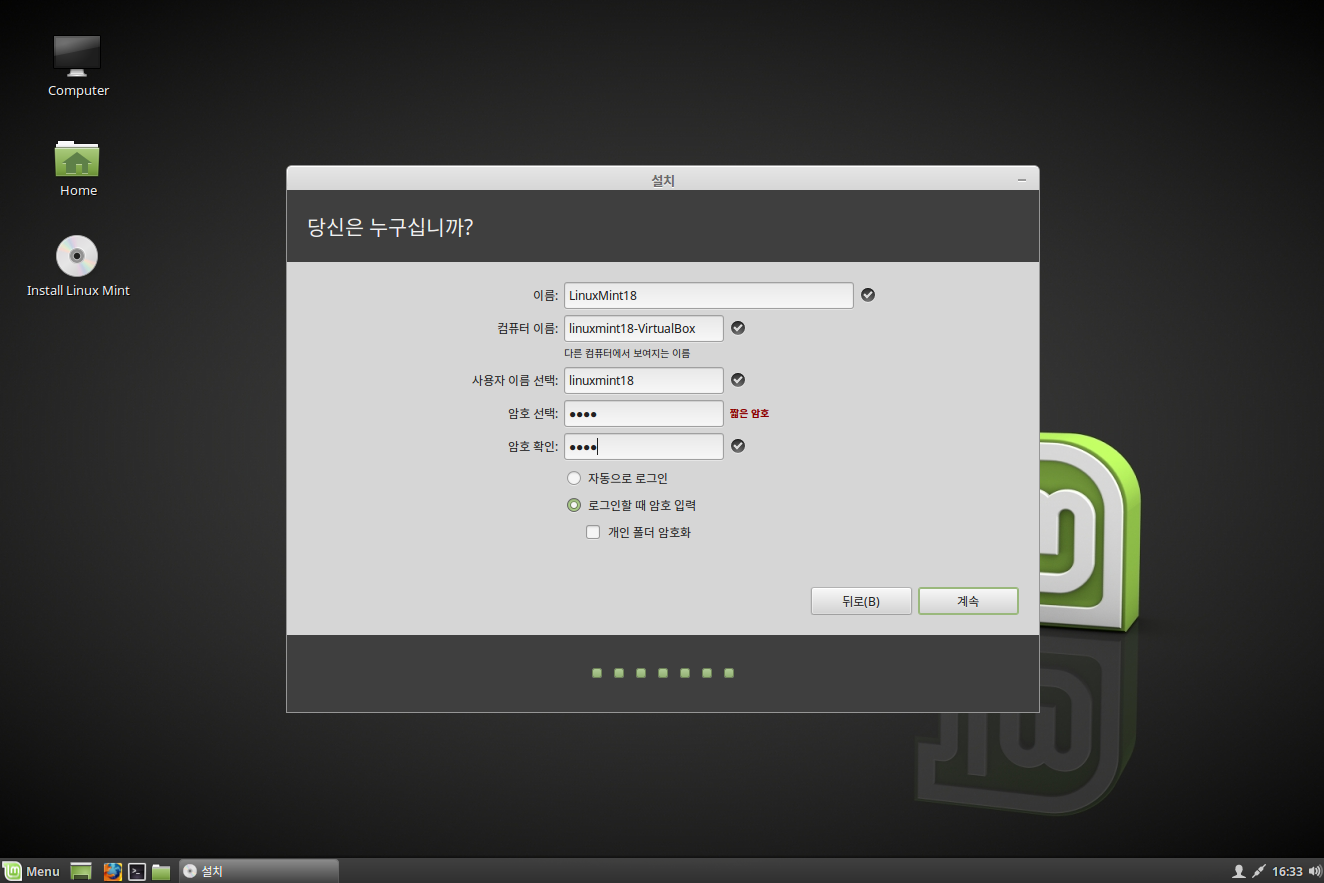 Computer
Home
Install Linux Mint
설치
당신은 누구십니까?
이름: LinuxMint18
컴퓨터 이름: linuxmint18-VirtualBox
다른 컴퓨터에서 보여지는 이름
사용자 이름 선택: linuxmint18
암호 선택: ●●●● 짧은 암호
암호 확인: ●●●●
자동으로 로그인
로그인할 때 암호 입력
개인 폴더 암호화
뒤로(B) 계속
Menu 설치 16:33